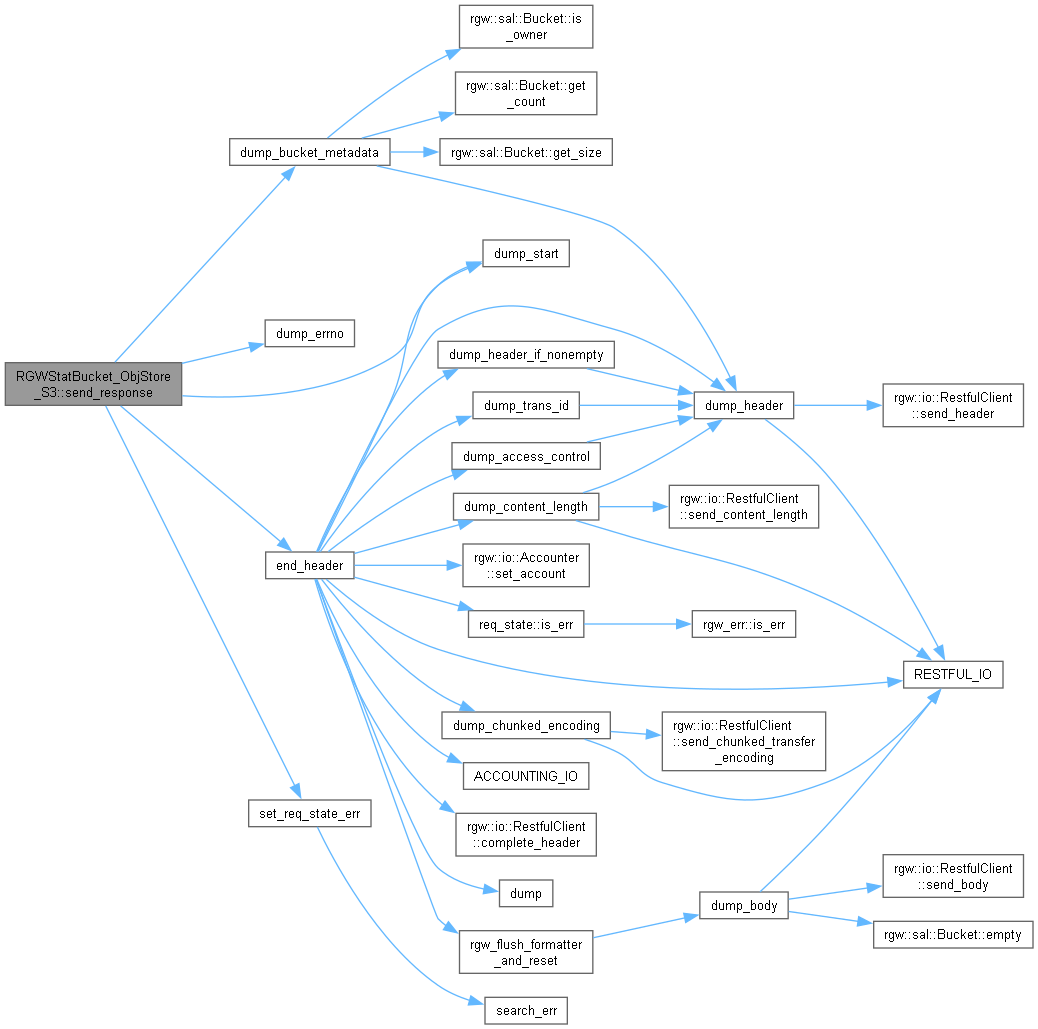 rgw::sal::Bucket::is
_owner
rgw::sal::Bucket::get
_count
dump_bucket_metadata
rgw::sal::Bucket::get_size
dump_start
dump_errno
dump_header_if_nonempty
RGWStatBucket_ObjStore
_S3::send_response
dump_trans_id
dump_header
rgw::io::RestfulClient
::send_header
dump_access_control
dump_content_length
rgw::io::RestfulClient
::send_content_length
end_header
rgw::io::Accounter
::set_account
req_state::is_err
rgw_err::is_err
RESTFUL_IO
dump_chunked_encoding
rgw::io::RestfulClient
::send_chunked_transfer
_encoding
ACCOUNTING_IO
set_req_state_err
rgw::io::RestfulClient
::complete_header
dump
dump_body
rgw::io::RestfulClient
::send_body
rgw::sal::Bucket::empty
rgw_flush_formatter
_and_reset
search_err